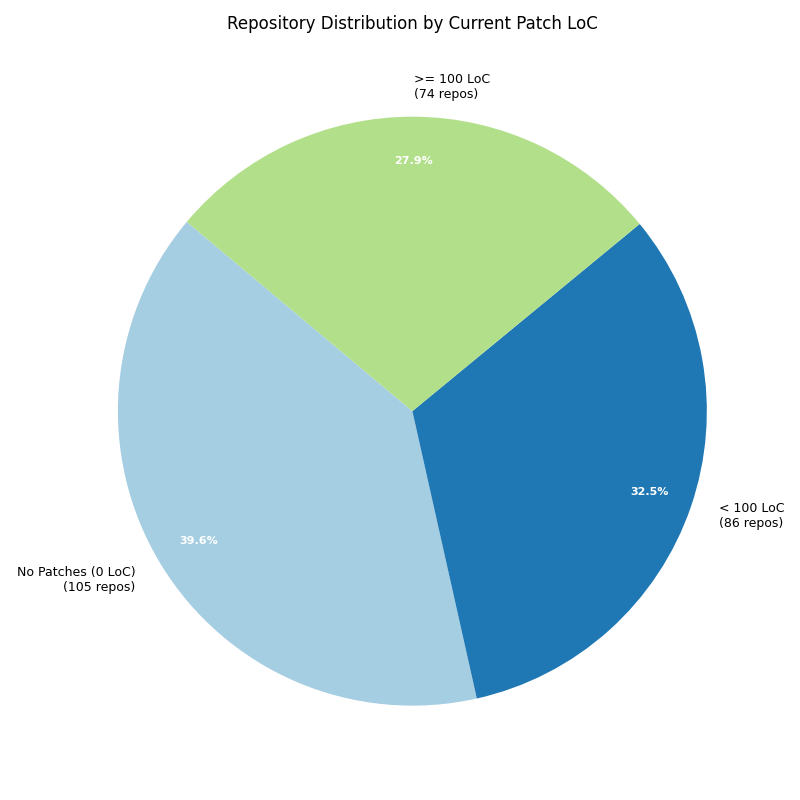 Repository Distribution by Current Patch LoC
>= 100 LoC
(74 repos)
27.9%
32.5%
< 100 LoC
(86 repos)
39.6%
No Patches (0 LoC)
(105 repos)